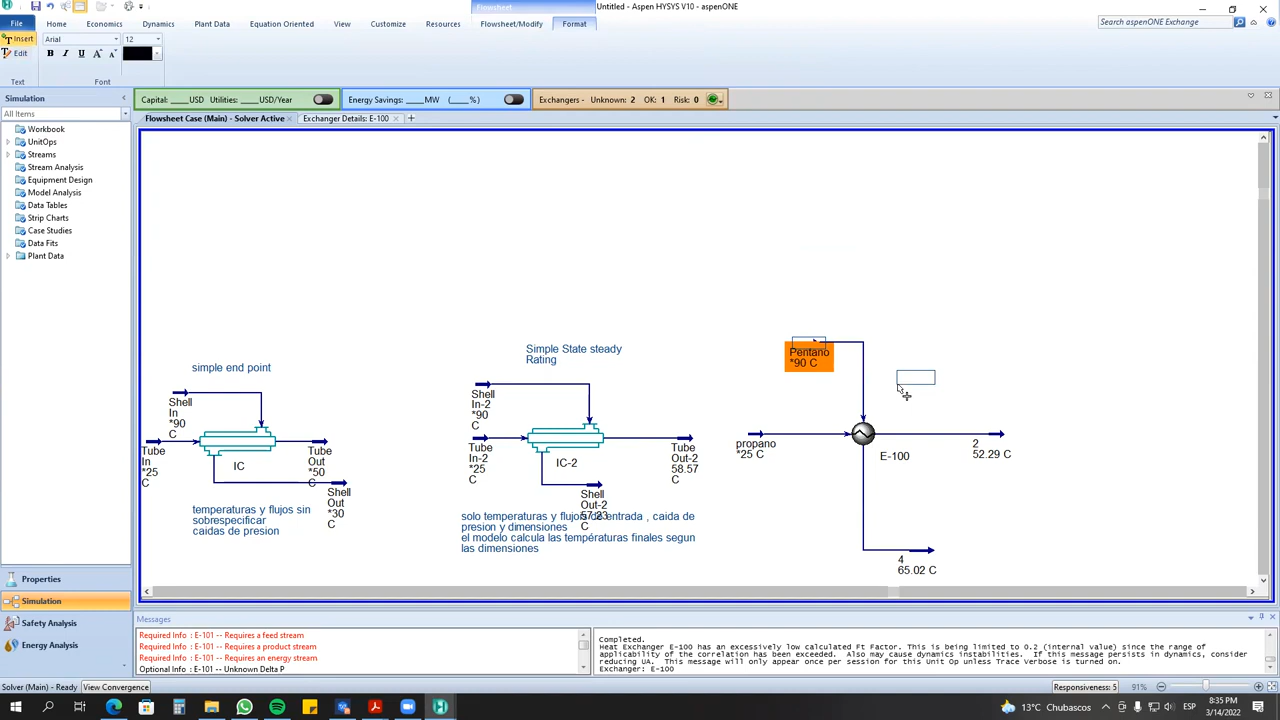 Flowsheet
Untitled - Aspen HYSYS V10 - aspenONE
File Home Economics Dynamics Plant Data Equation Oriented View Customize Resources Flowsheet/Modify Format
Search aspenONE Exchange
Insert Arial 12
Edit B I U A A
Text Font
Simulation
All Items
Capital: ____USD Utilities: ____USD/Year
Energy Savings: ____MW (____%)
Exchangers - Unknown: 2 OK: 1 Risk: 0
Flowsheet Case (Main) - Solver Active
Exchanger Details: E-100
Workbook
UnitOps
Streams
Stream Analysis
Equipment Design
Model Analysis
Data Tables
Strip Charts
Case Studies
Data Fits
Plant Data
simple end point
Shell
In
*90
C
Tube
In
*25
C
IC
Tube
Out
*50
C
Shell
Out
*30
C
temperaturas y flujos sin
sobrespecificar
caidas de presion
Simple State steady
Rating
Shell
In-2
*90
C
Tube
In-2
*25
C
IC-2
Tube
Out-2
58.57
C
Shell
Out-2
57.23
C
solo temperaturas y flujos de entrada , caida de
presion y dimensiones
el modelo calcula las températuras finales segun
las dimensiones
Pentano
*90 C
propano
*25 C
E-100
2
52.29 C
4
65.02 C
Properties
Simulation
Safety Analysis
Energy Analysis
Messages
Required Info : E-101 -- Requires a feed stream
Required Info : E-101 -- Requires a product stream
Required Info : E-101 -- Requires an energy stream
Optional Info : E-101 -- Unknown Delta P
Completed.
Heat Exchanger E-100 has an excessively low calculated Ft Factor. This is being limited to 0.2 (internal value) since the range of
applicability of the correlation has been exceeded. Also may cause dynamics instabilities. If this message persists in dynamics, consider
reducing UA. This message will only appear once per session for this Unit Op unless Trace Verbose is turned on.
Exchanger: E-100
Solver (Main) - Ready View Convergence
Responsiveness: 5 91%
13°C Chubascos
ESP
8:35 PM
3/14/2022